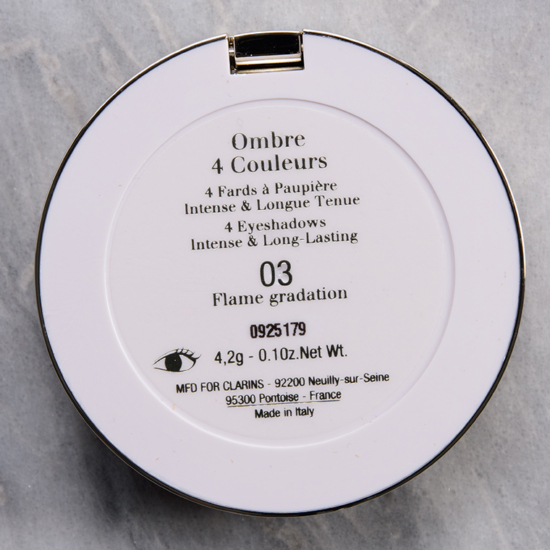 Ombre
4 Couleurs
4 Fards à Paupière
Intense & Longue Tenue
4 Eyeshadows
Intense & Long-Lasting
03
Flame gradation
0925179
4,2g - 0.10z.Net Wt.
MFD FOR CLARINS - 92200 Neuilly-sur-Seine
95300 Pontoise - France
Made in Italy